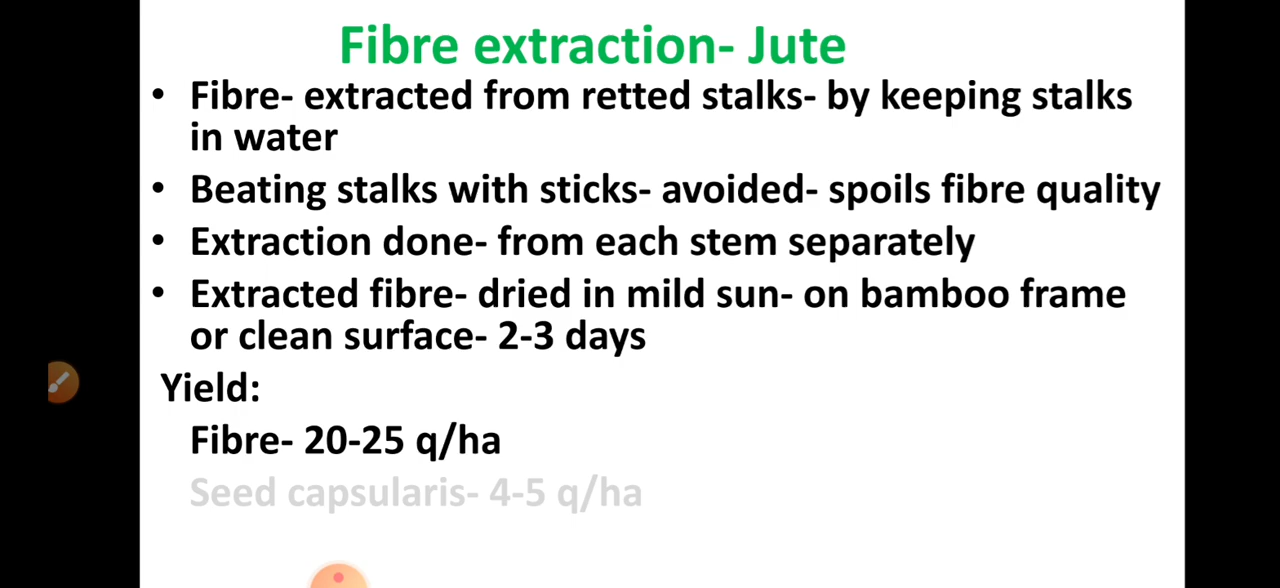 Fibre extraction- Jute
• Fibre- extracted from retted stalks- by keeping stalks
in water
• Beating stalks with sticks- avoided- spoils fibre quality
• Extraction done- from each stem separately
• Extracted fibre- dried in mild sun- on bamboo frame
or clean surface- 2-3 days
Yield:
Fibre- 20-25 q/ha
Seed capsularis- 4-5 q/ha